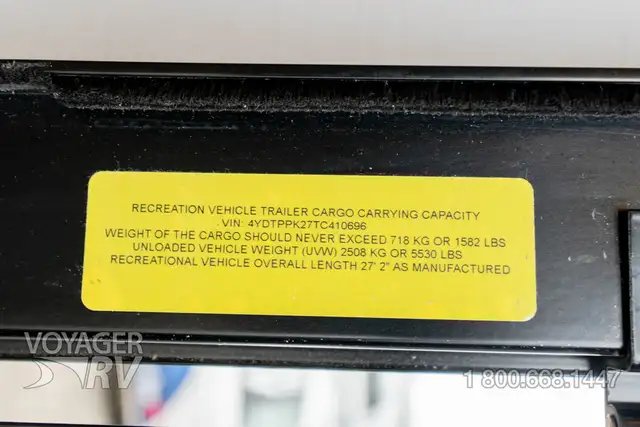 RECREATION VEHICLE TRAILER CARGO CARRYING CAPACITY
VIN: 4YDTPPK27TC410696
WEIGHT OF THE CARGO SHOULD NEVER EXCEED 718 KG OR 1582 LBS
UNLOADED VEHICLE WEIGHT (UVW) 2508 KG OR 5530 LBS
RECREATIONAL VEHICLE OVERALL LENGTH 27' 2" AS MANUFACTURED
VOYAGER
RV
1 800.668.1447